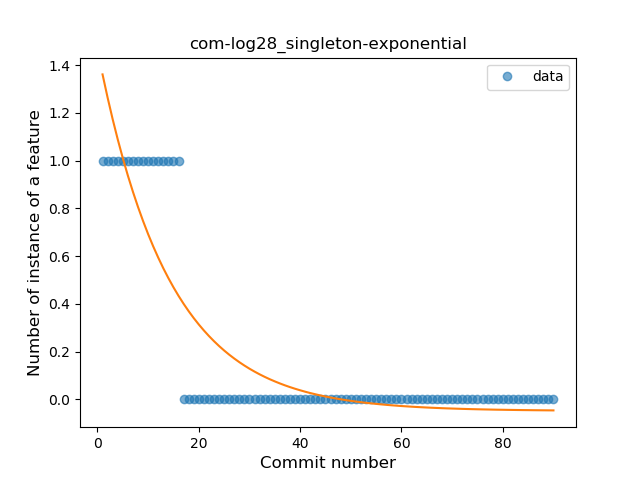 com-log28_singleton-exponential
data
Number of instance of a feature
1.4
1.2
1.0
0.8
0.6
0.4
0.2
0.0
0 20 40 60 80
Commit number